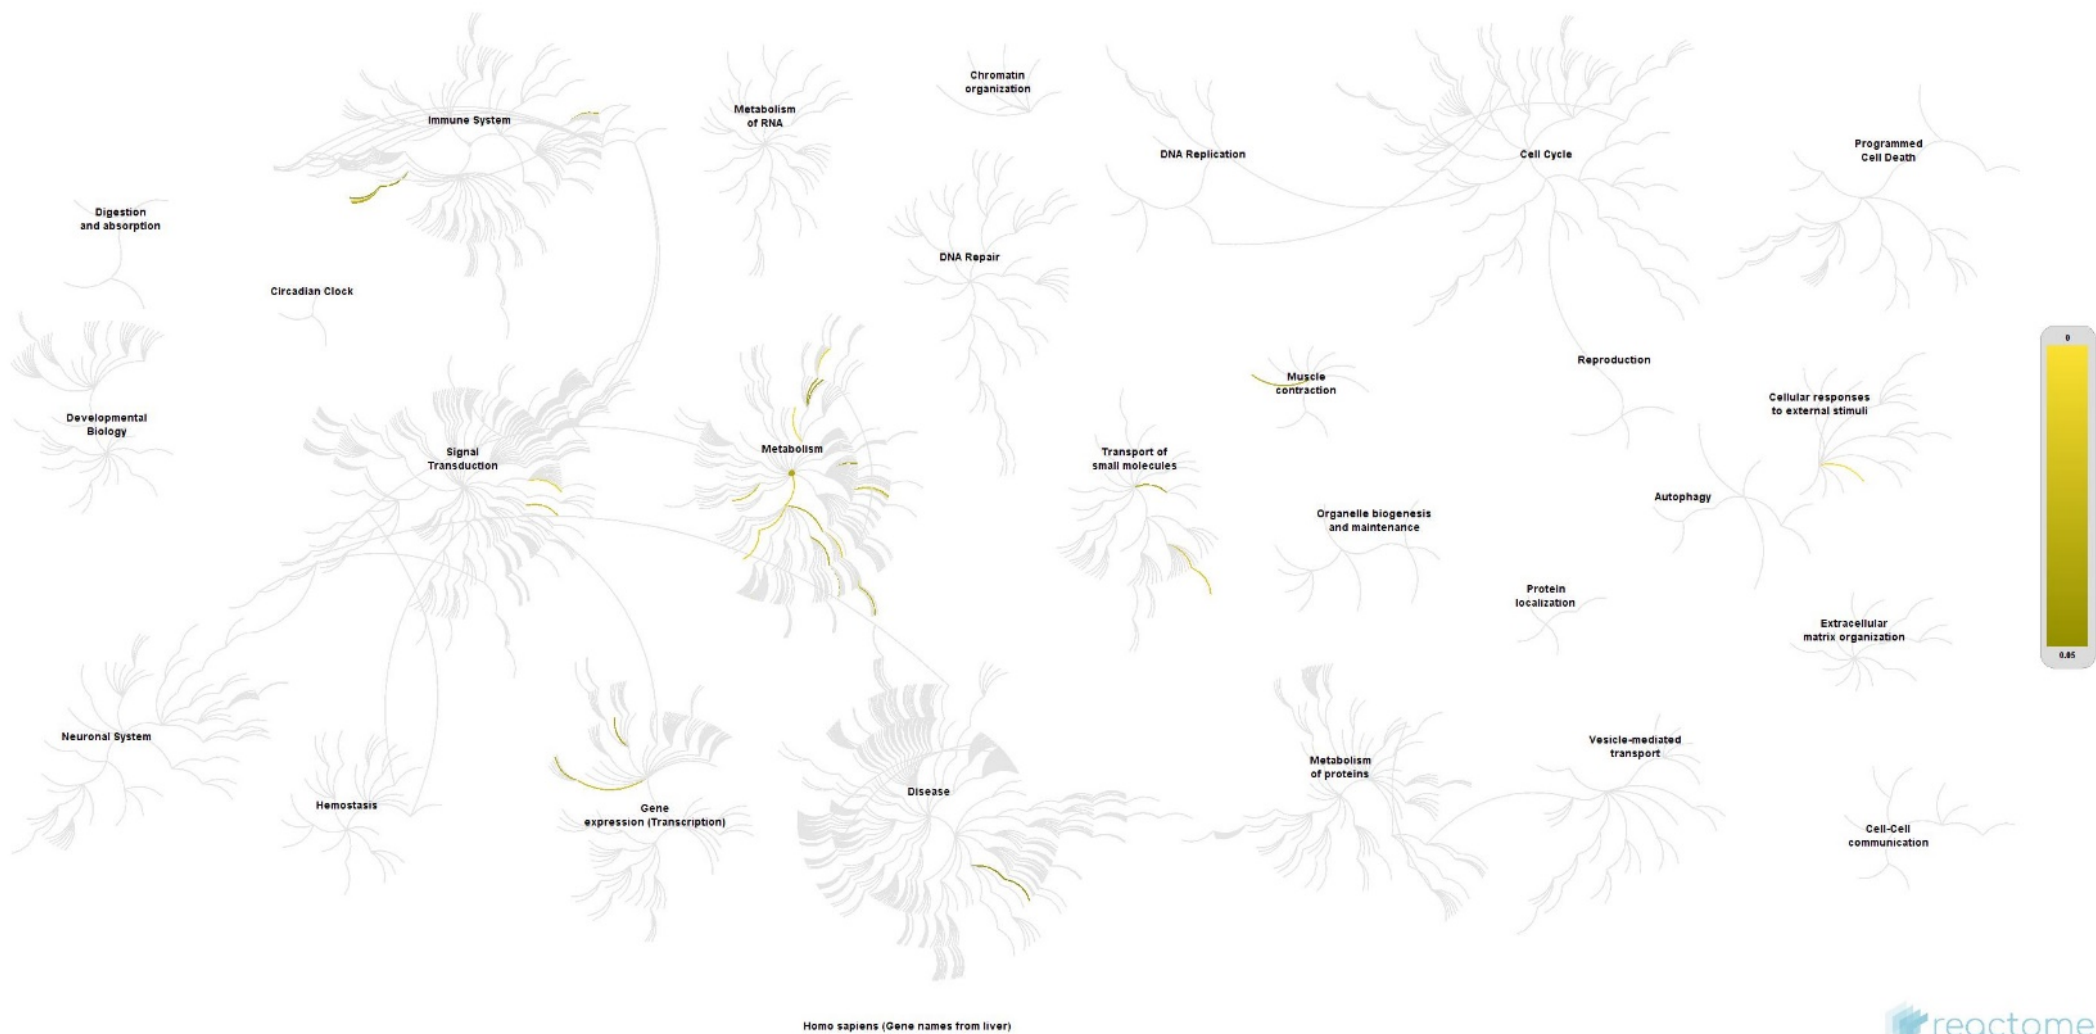 Chromatin
organization
Immune System
Metabolism
of RNA
DNA Replication
Cell Cycle
Programmed
Cell Death
Digestion
and absorption
DNA Repair
Circadian Clock
0
Reproduction
Muscle
contraction
Cellular responses
to external stimuli
Developmental
Biology
Signal
Transduction
Metabolism
Transport of
small molecules
Autophagy
Organelle biogenesis
and maintenance
Protein
localization
Extracellular
matrix organization
0.05
Neuronal System
Hemostasis
Gene
expression (Transcription)
Disease
Metabolism
of proteins
Vesicle-mediated
transport
Cell-Cell
communication
Homo sapiens (Gene names from liver)
reactome